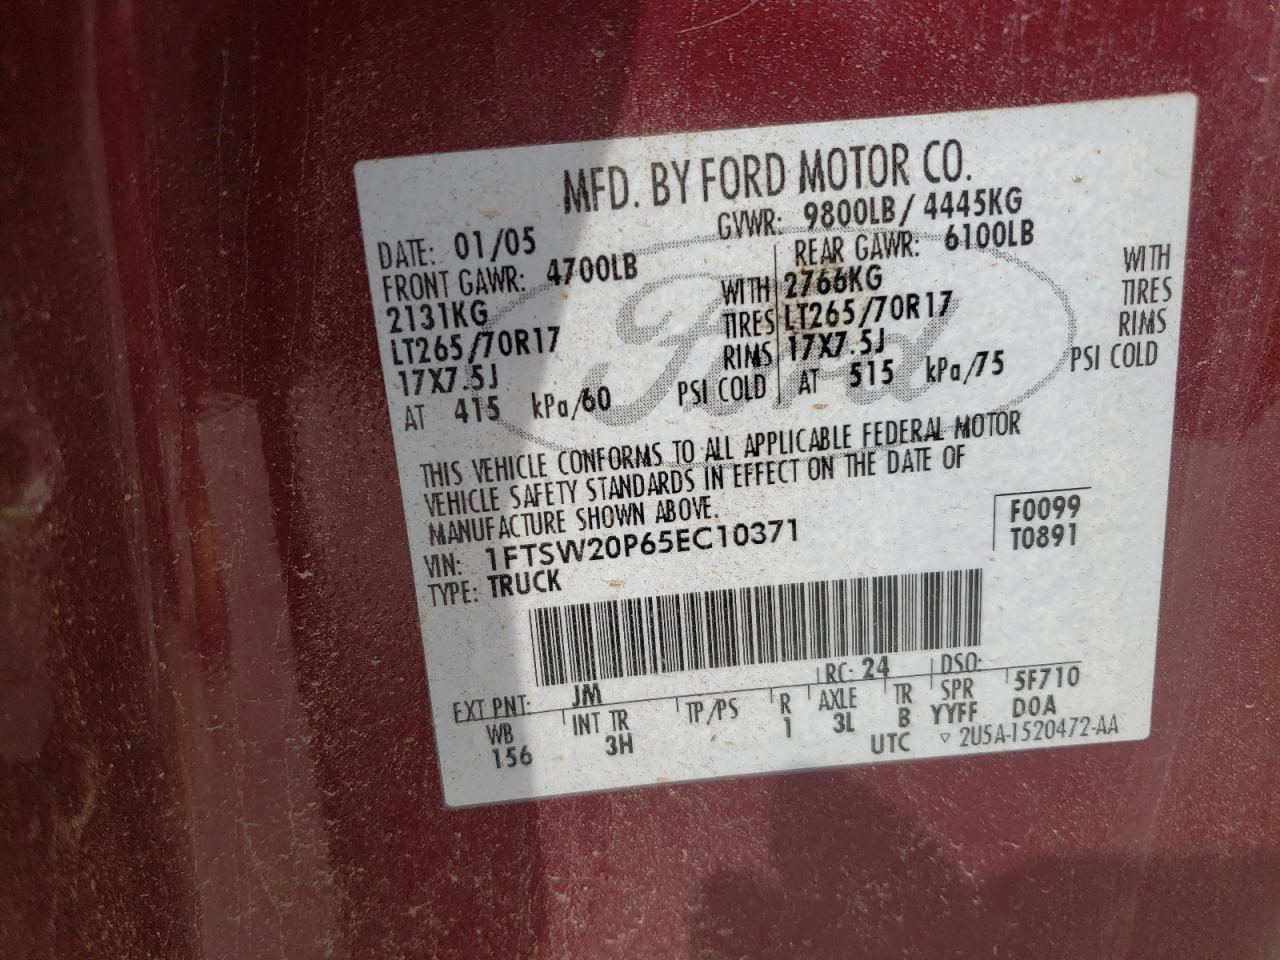 MFD. BY FORD MOTOR CO.
DATE: 01/05 GVWR: 9800LB/ 4445KG
FRONT GAWR: 4700LB REAR GAWR: 6100LB
2131KG WITH 2766KG WITH
LT265/70R17 TIRES LT265/70R17 TIRES
17X7.5J RIMS 17X7.5J RIMS
AT 415 kPa/60 PSI COLD AT 515 kPa/75 PSI COLD
Ford
THIS VEHICLE CONFORMS TO ALL APPLICABLE FEDERAL MOTOR
VEHICLE SAFETY STANDARDS IN EFFECT ON THE DATE OF
MANUFACTURE SHOWN ABOVE.
VIN: 1FTSW20P65EC10371 F0099
TYPE: TRUCK T0891
EXT PNT: JM RC: 24 DSO:
WB INT TR TP/PS R AXLE TR SPR 5F710
156 3H 1 3L B YYFF D0A
UTC ▽ 2U5A-1520472-AA